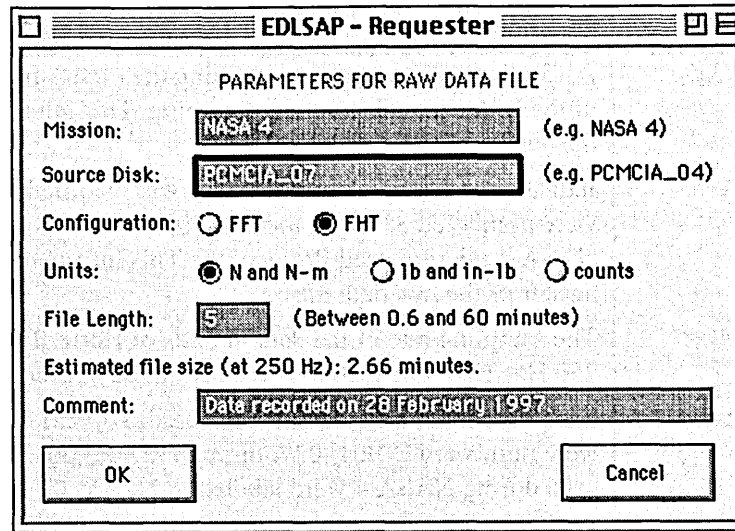 EDLSAP - Requester
PARAMETERS FOR RAW DATA FILE
Mission: NASA 4 (e.g. NASA 4)
Source Disk: PCMCIA_07 (e.g. PCMCIA_04)
Configuration: FFT FHT
Units: N and N-m lb and in-lb counts
File Length: 5 (Between 0.6 and 60 minutes)
Estimated file size (at 250 Hz): 2.66 minutes.
Comment: Data recorded on 28 February 1997.
OK Cancel